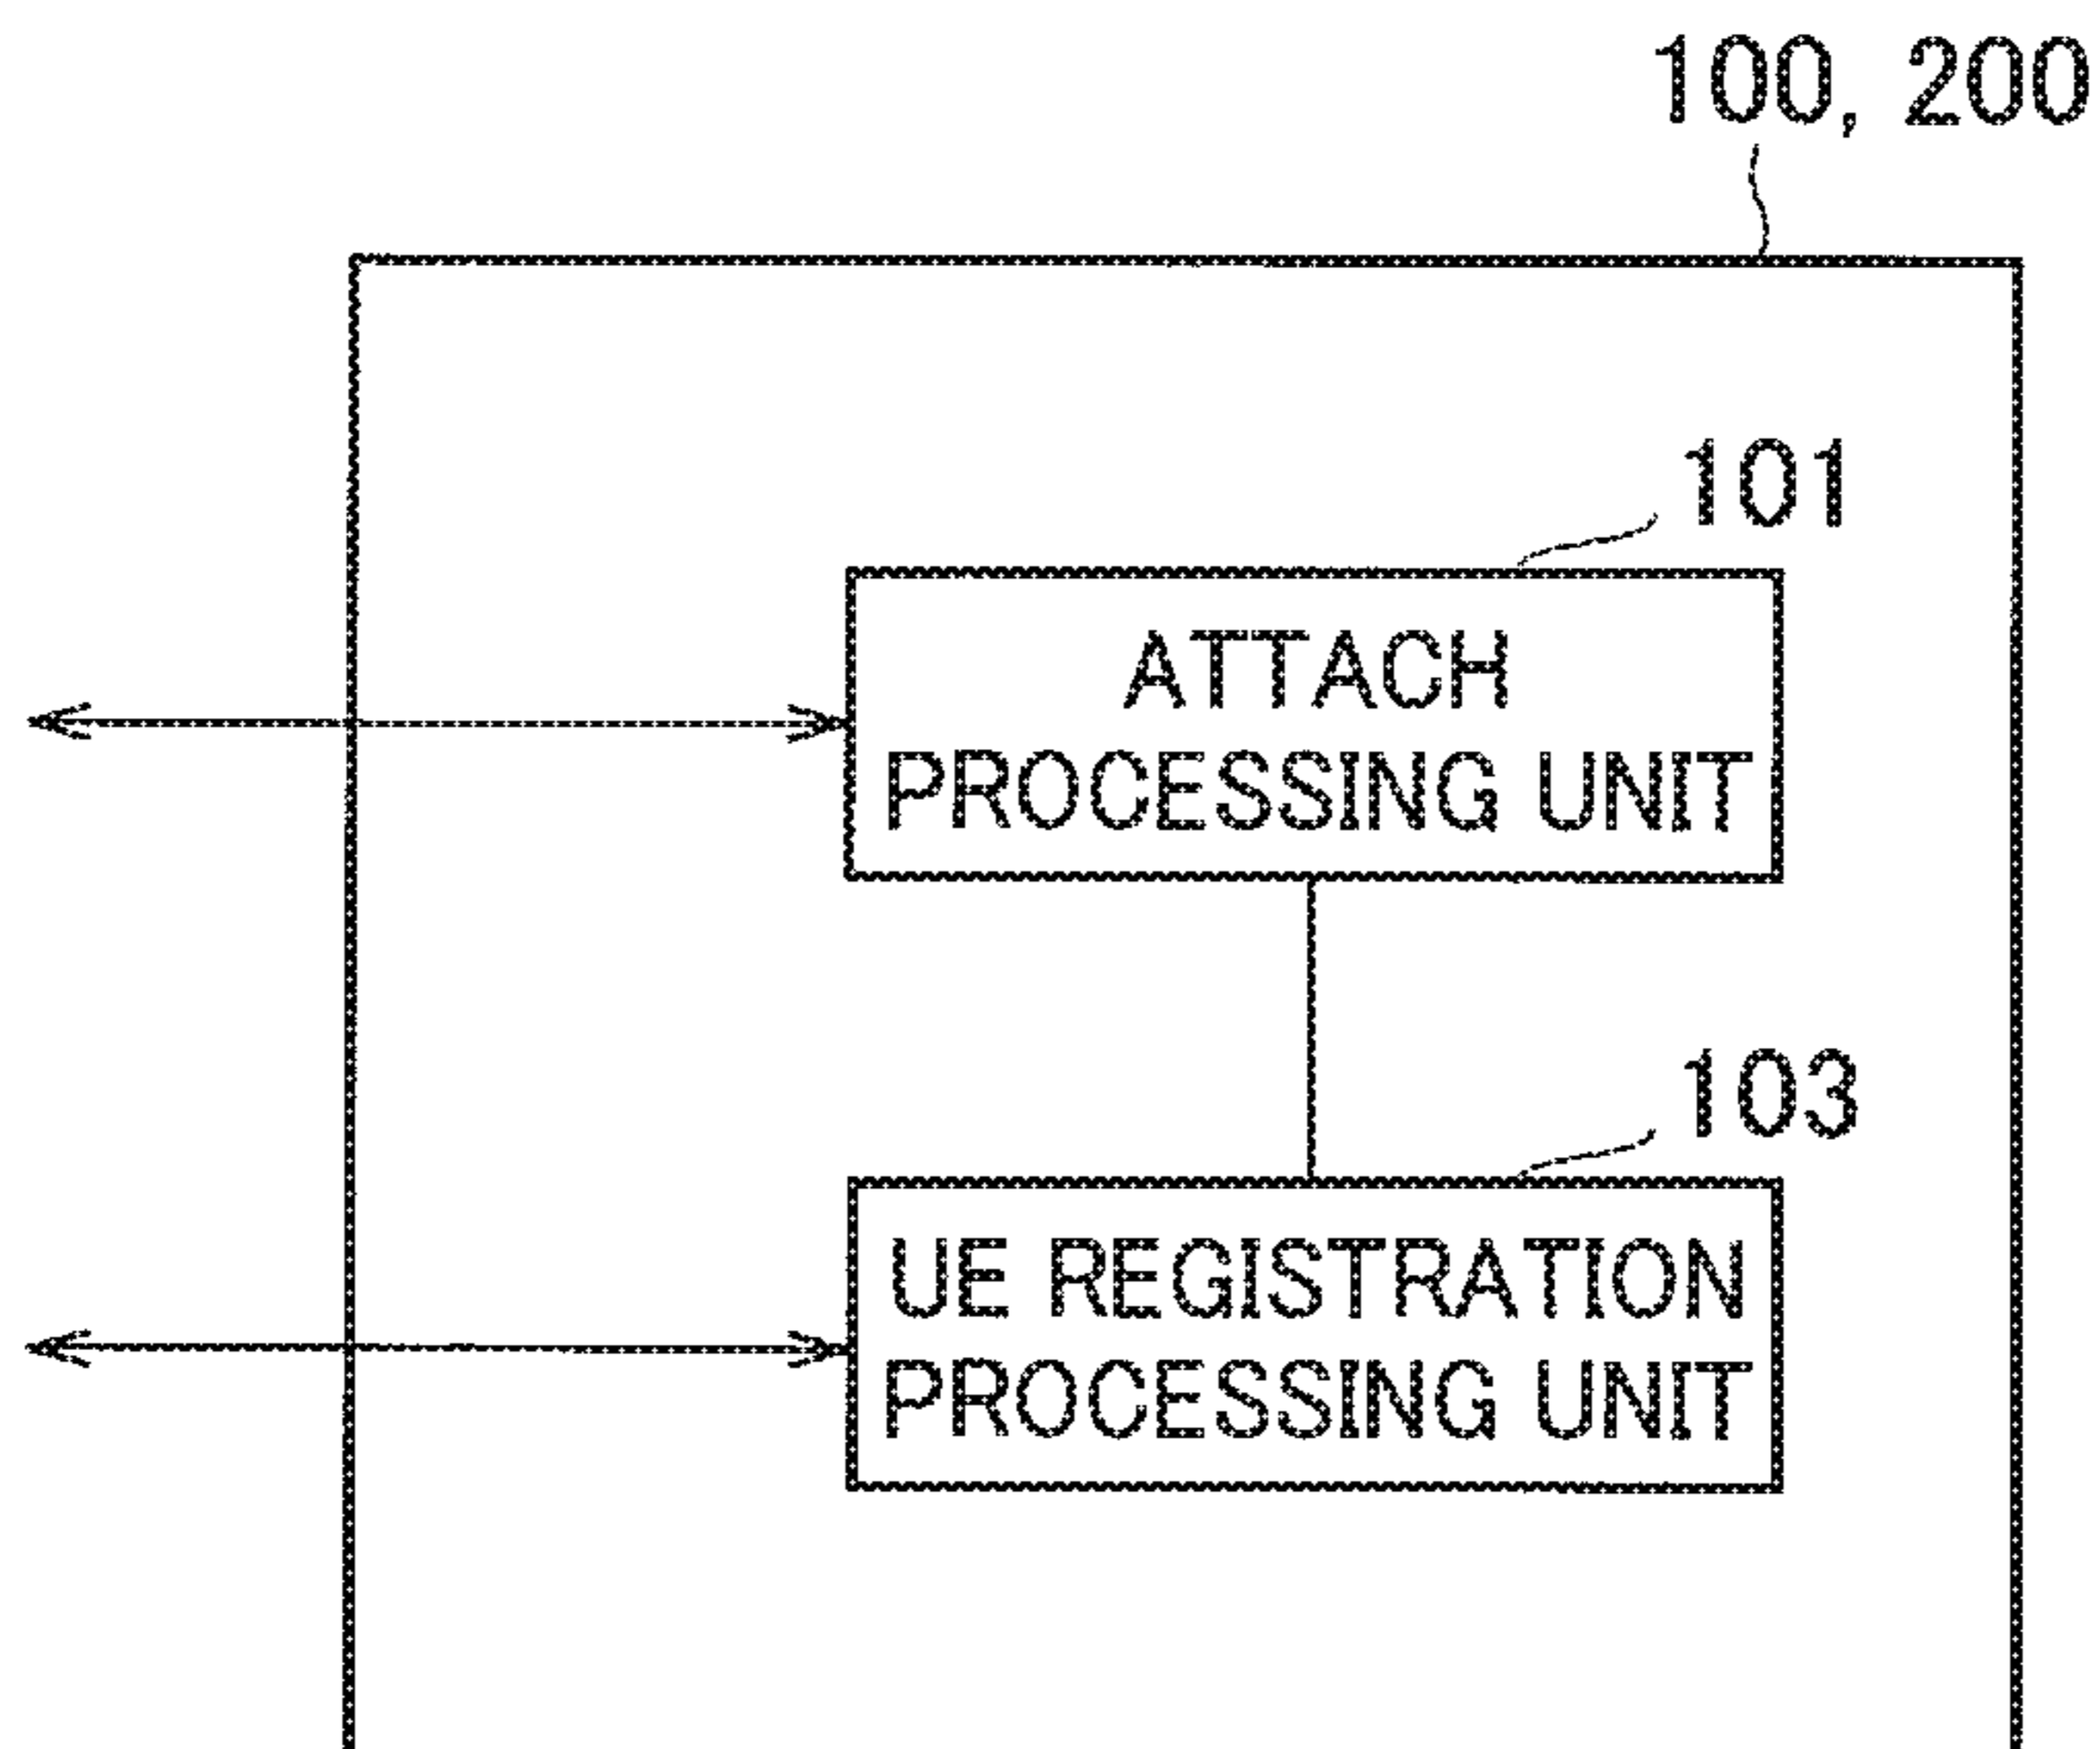 100, 200
101
ATTACH
PROCESSING UNIT
103
UE REGISTRATION
PROCESSING UNIT